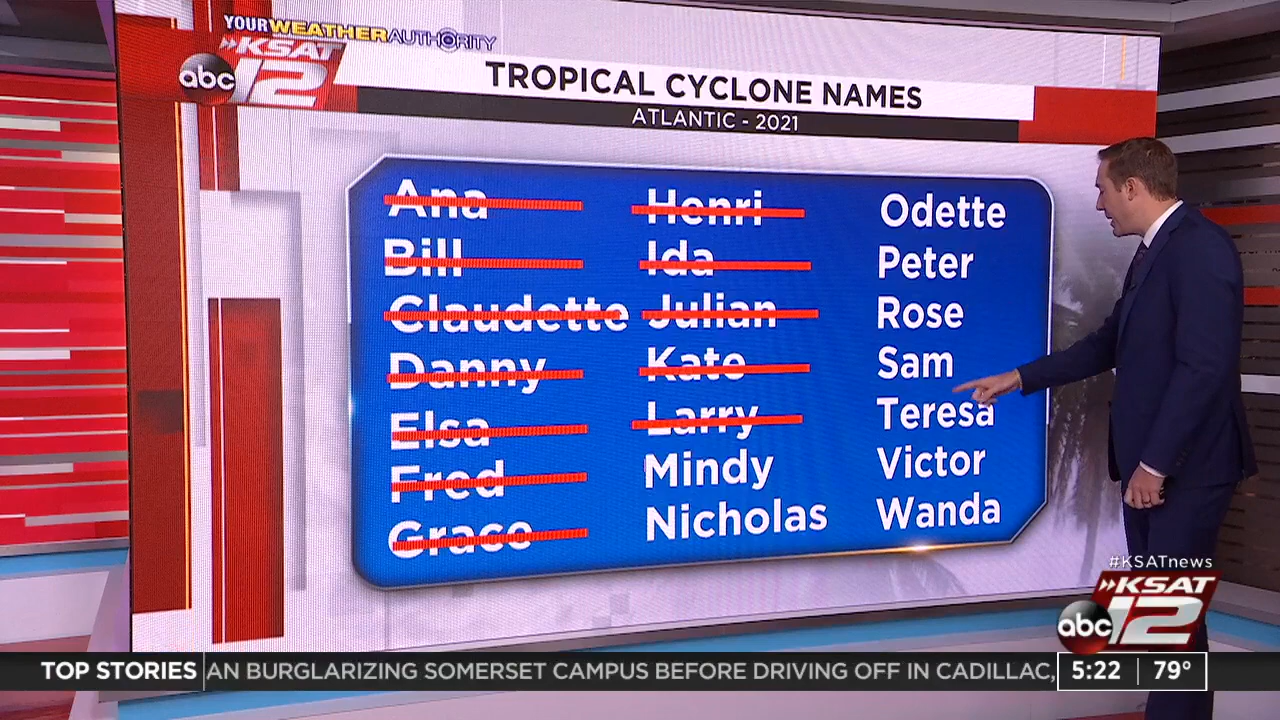 YOUR WEATHER AUTHORITY
KSAT
abc 12
TROPICAL CYCLONE NAMES
ATLANTIC - 2021
Ana
Bill
Claudette
Danny
Elsa
Fred
Grace
Henri
Ida
Julian
Kate
Larry
Mindy
Nicholas
Odette
Peter
Rose
Sam
Teresa
Victor
Wanda
#KSATnews
KSAT
abc 12
TOP STORIES AN BURGLARIZING SOMERSET CAMPUS BEFORE DRIVING OFF IN CADILLAC, 5:22 79°